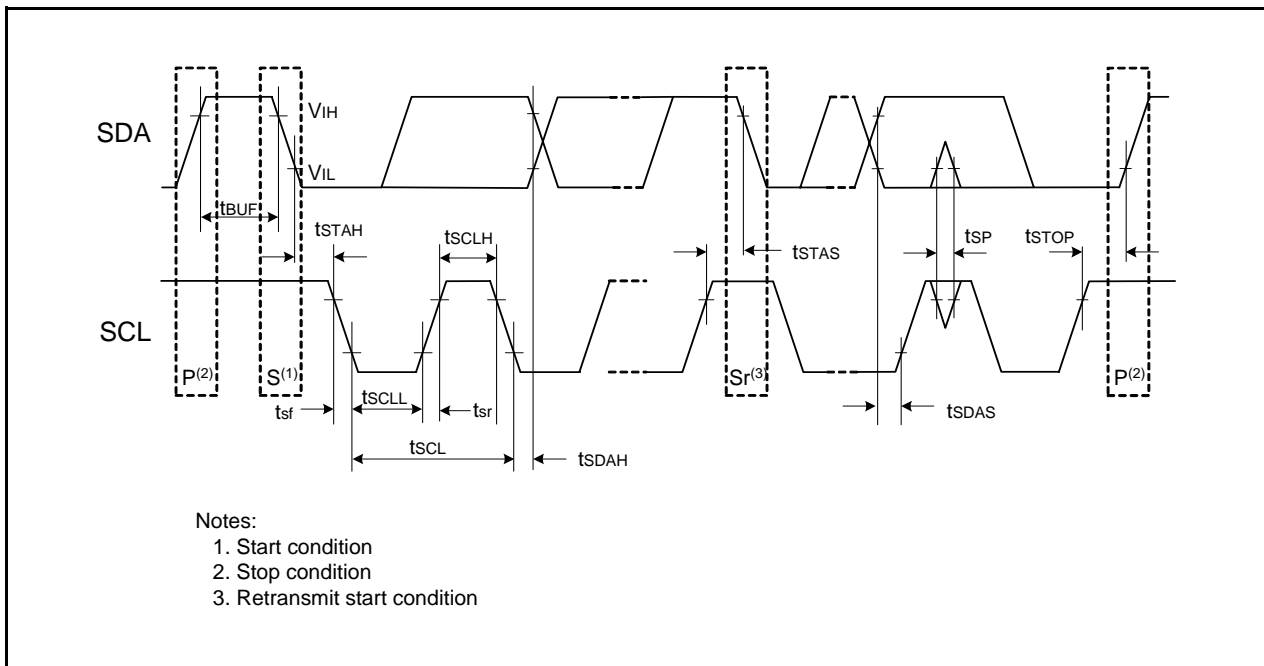 SDA
VIH
VIL
tBUF
tSTAH
tSCLH
tSTAS
tSP
tSTOP
SCL
P(2)
S(1)
Sr(3)
P(2)
tsf
tSCLL
tsr
tSDAS
tSCL
tSDAH
Notes:
1. Start condition
2. Stop condition
3. Retransmit start condition